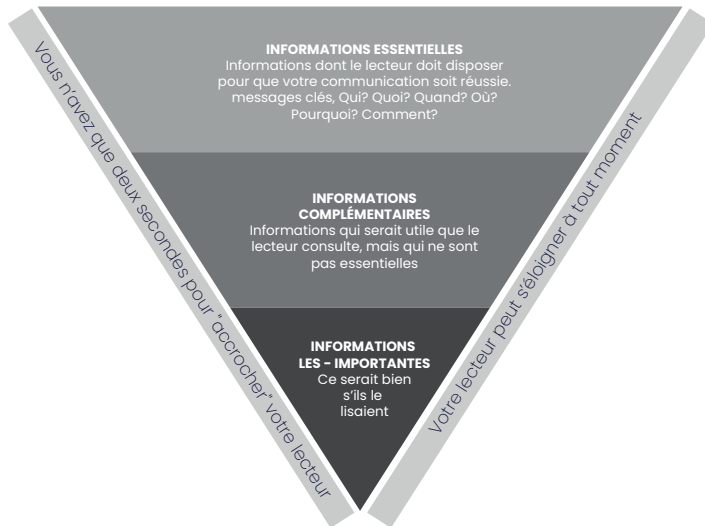 INFORMATIONS ESSENTIELLES
Informations dont le lecteur doit disposer
pour que votre communication soit réussie.
messages clés, Qui? Quoi? Quand? Où?
Pourquoi? Comment?
Vous n'avez que deux secondes pour "accrocher" votre lecteur
Votre lecteur peut s'éloigner à tout moment
INFORMATIONS
COMPLÉMENTAIRES
Informations qui serait utile que le
lecteur consulte, mais qui ne sont
pas essentielles
INFORMATIONS
LES - IMPORTANTES
Ce serait bien
s'ils le
lisaient